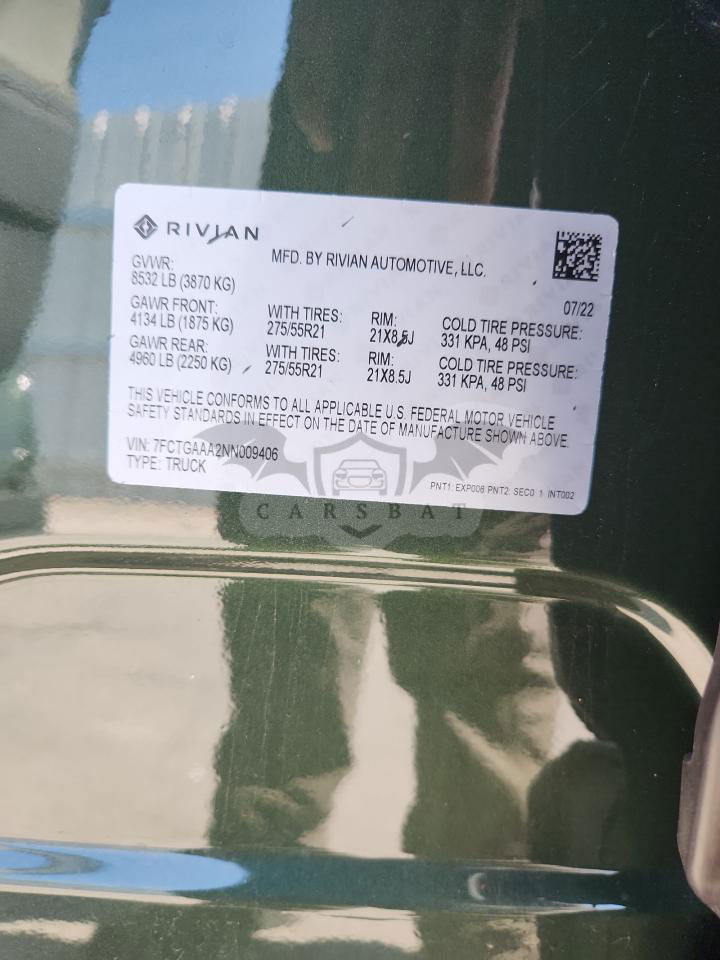 RIVIAN
MFD. BY RIVIAN AUTOMOTIVE, LLC.
GVWR:
8532 LB (3870 KG)
07/22
GAWR FRONT: WITH TIRES: RIM: COLD TIRE PRESSURE:
4134 LB (1875 KG) 275/55R21 21X8.5J 331 KPA, 48 PSI
GAWR REAR: WITH TIRES: RIM: COLD TIRE PRESSURE:
4960 LB (2250 KG) 275/55R21 21X8.5J 331 KPA, 48 PSI
THIS VEHICLE CONFORMS TO ALL APPLICABLE U.S. FEDERAL MOTOR VEHICLE
SAFETY STANDARDS IN EFFECT ON THE DATE OF MANUFACTURE SHOWN ABOVE.
VIN: 7FCTGAAA2NN009406
TYPE: TRUCK
PNT1: EXP006 PNT2: SEC0 1 INT002
CARSBAT